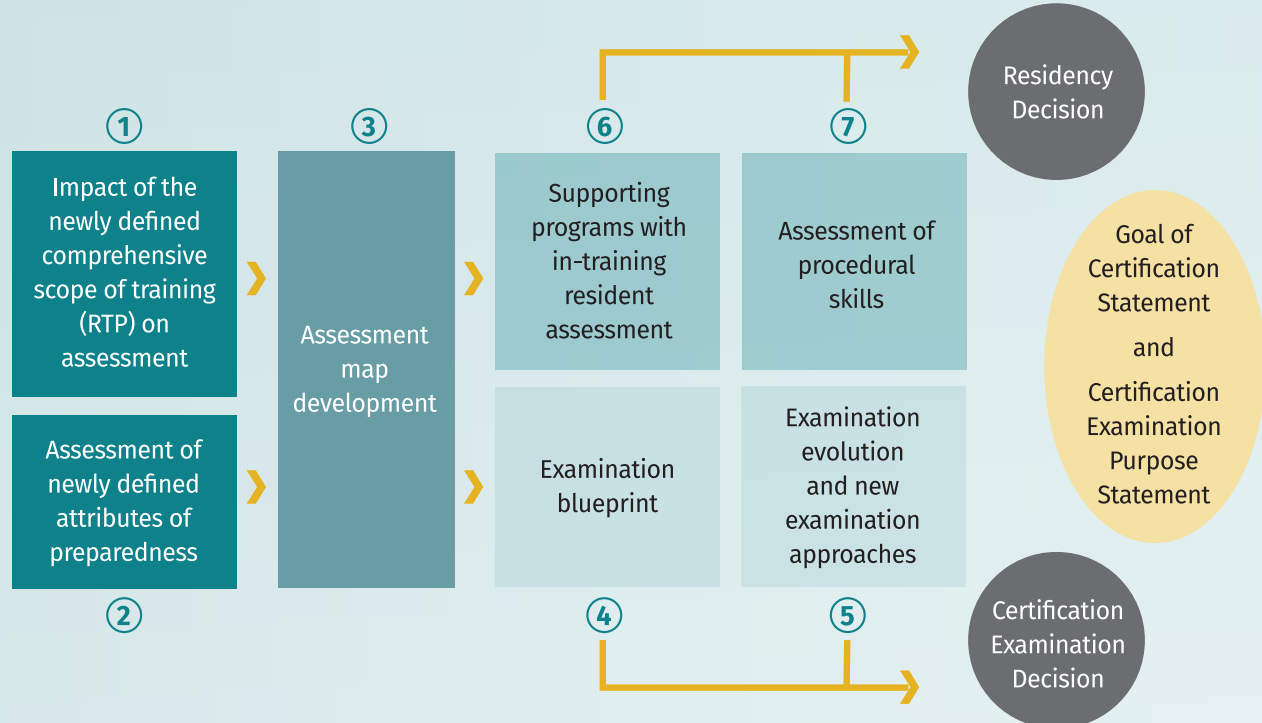 ①
Impact of the
newly defined
comprehensive
scope of training
(RTP) on
assessment
Assessment of
newly defined
attributes of
preparedness
②
③
Assessment
map
development
⑥
Supporting
programs with
in-training
resident
assessment
⑦
Assessment of
procedural
skills
Examination
blueprint
④
Examination
evolution
and new
examination
approaches
⑤
Residency
Decision
Goal of
Certification
Statement
and
Certification
Examination
Purpose
Statement
Certification
Examination
Decision